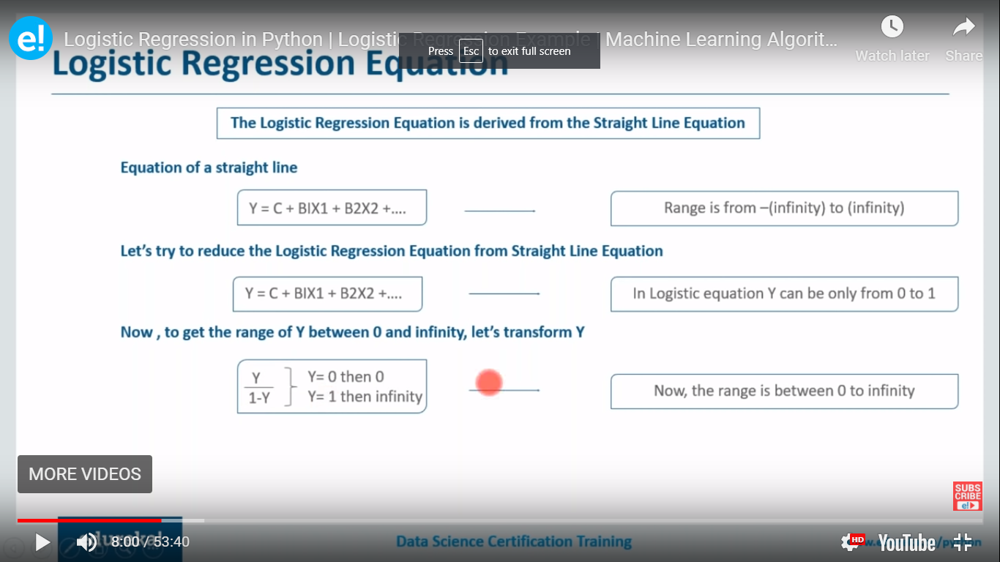 e!
Logistic Regression in Python | Logistic Regression Example | Machine Learning Algorit...
Watch later
Share
Press Esc to exit full screen
Logistic Regression Equation
The Logistic Regression Equation is derived from the Straight Line Equation
Equation of a straight line
Y = C + BIX1 + B2X2 +....
Range is from –(infinity) to (infinity)
Let's try to reduce the Logistic Regression Equation from Straight Line Equation
Y = C + BIX1 + B2X2 +....
In Logistic equation Y can be only from 0 to 1
Now , to get the range of Y between 0 and infinity, let's transform Y
Y
1-Y
Y= 0 then 0
Y= 1 then infinity
Now, the range is between 0 to infinity
MORE VIDEOS
SUBS
CRIBE
e!
8:00 / 53:40
Data Science Certification Training
HD
YouTube